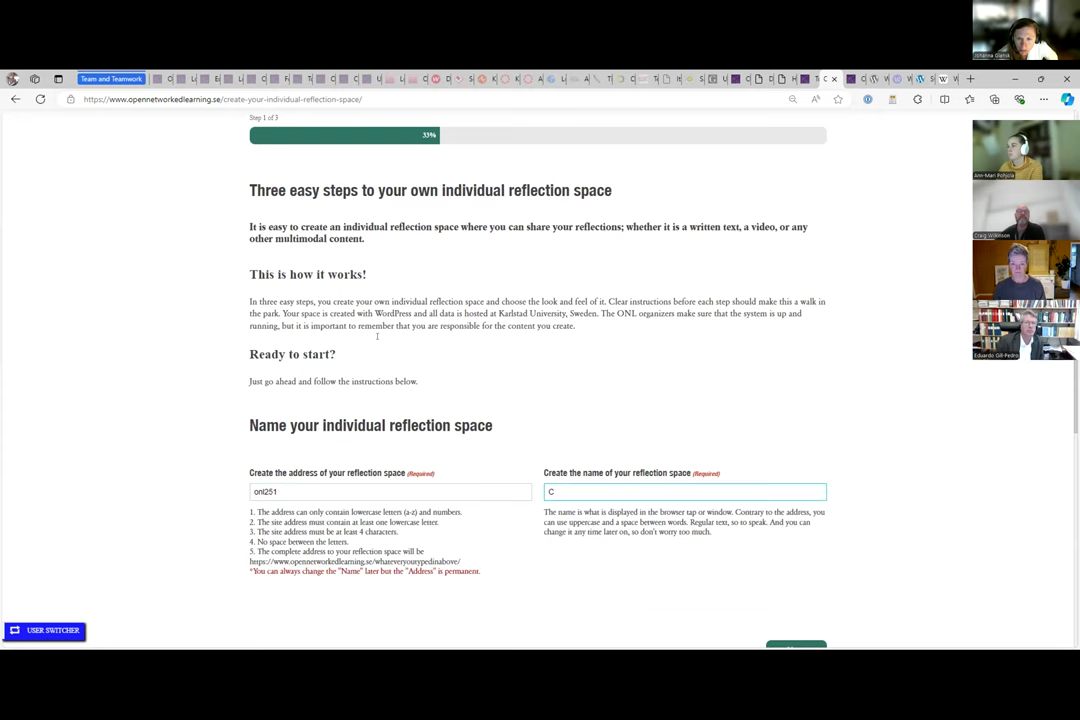 Johanna Glansk
Team and Teamwork
https://www.opennetworkedlearning.se/create-your-individual-reflection-space/
Step 1 of 3
33%
Three easy steps to your own individual reflection space
It is easy to create an individual reflection space where you can share your reflections; whether it is a written text, a video, or any
other multimodal content.
This is how it works!
In three easy steps, you create your own individual reflection space and choose the look and feel of it. Clear instructions before each step should make this a walk in
the park. Your space is created with WordPress and all data is hosted at Karlstad University, Sweden. The ONL organizers make sure that the system is up and
running, but it is important to remember that you are responsible for the content you create.
Ready to start?
Just go ahead and follow the instructions below.
Name your individual reflection space
Create the address of your reflection space (Required)
onl251
1. The address can only contain lowercase letters (a-z) and numbers.
2. The site address must contain at least one lowercase letter.
3. The site address must be at least 4 characters.
4. No space between the letters.
5. The complete address to your reflection space will be
https://www.opennetworkedlearning.se/whateveryoutypedinabove/
*You can always change the "Name" later but the "Address" is permanent.
Create the name of your reflection space (Required)
C
The name is what is displayed in the browser tap or window. Contrary to the address, you
can use uppercase and a space between words. Regular text, so to speak. And you can
change it any time later on, so don't worry too much.
USER SWITCHER
Ann-Mari Pohjola
Craig Wilkinson
Eduardo Gill-Pedro